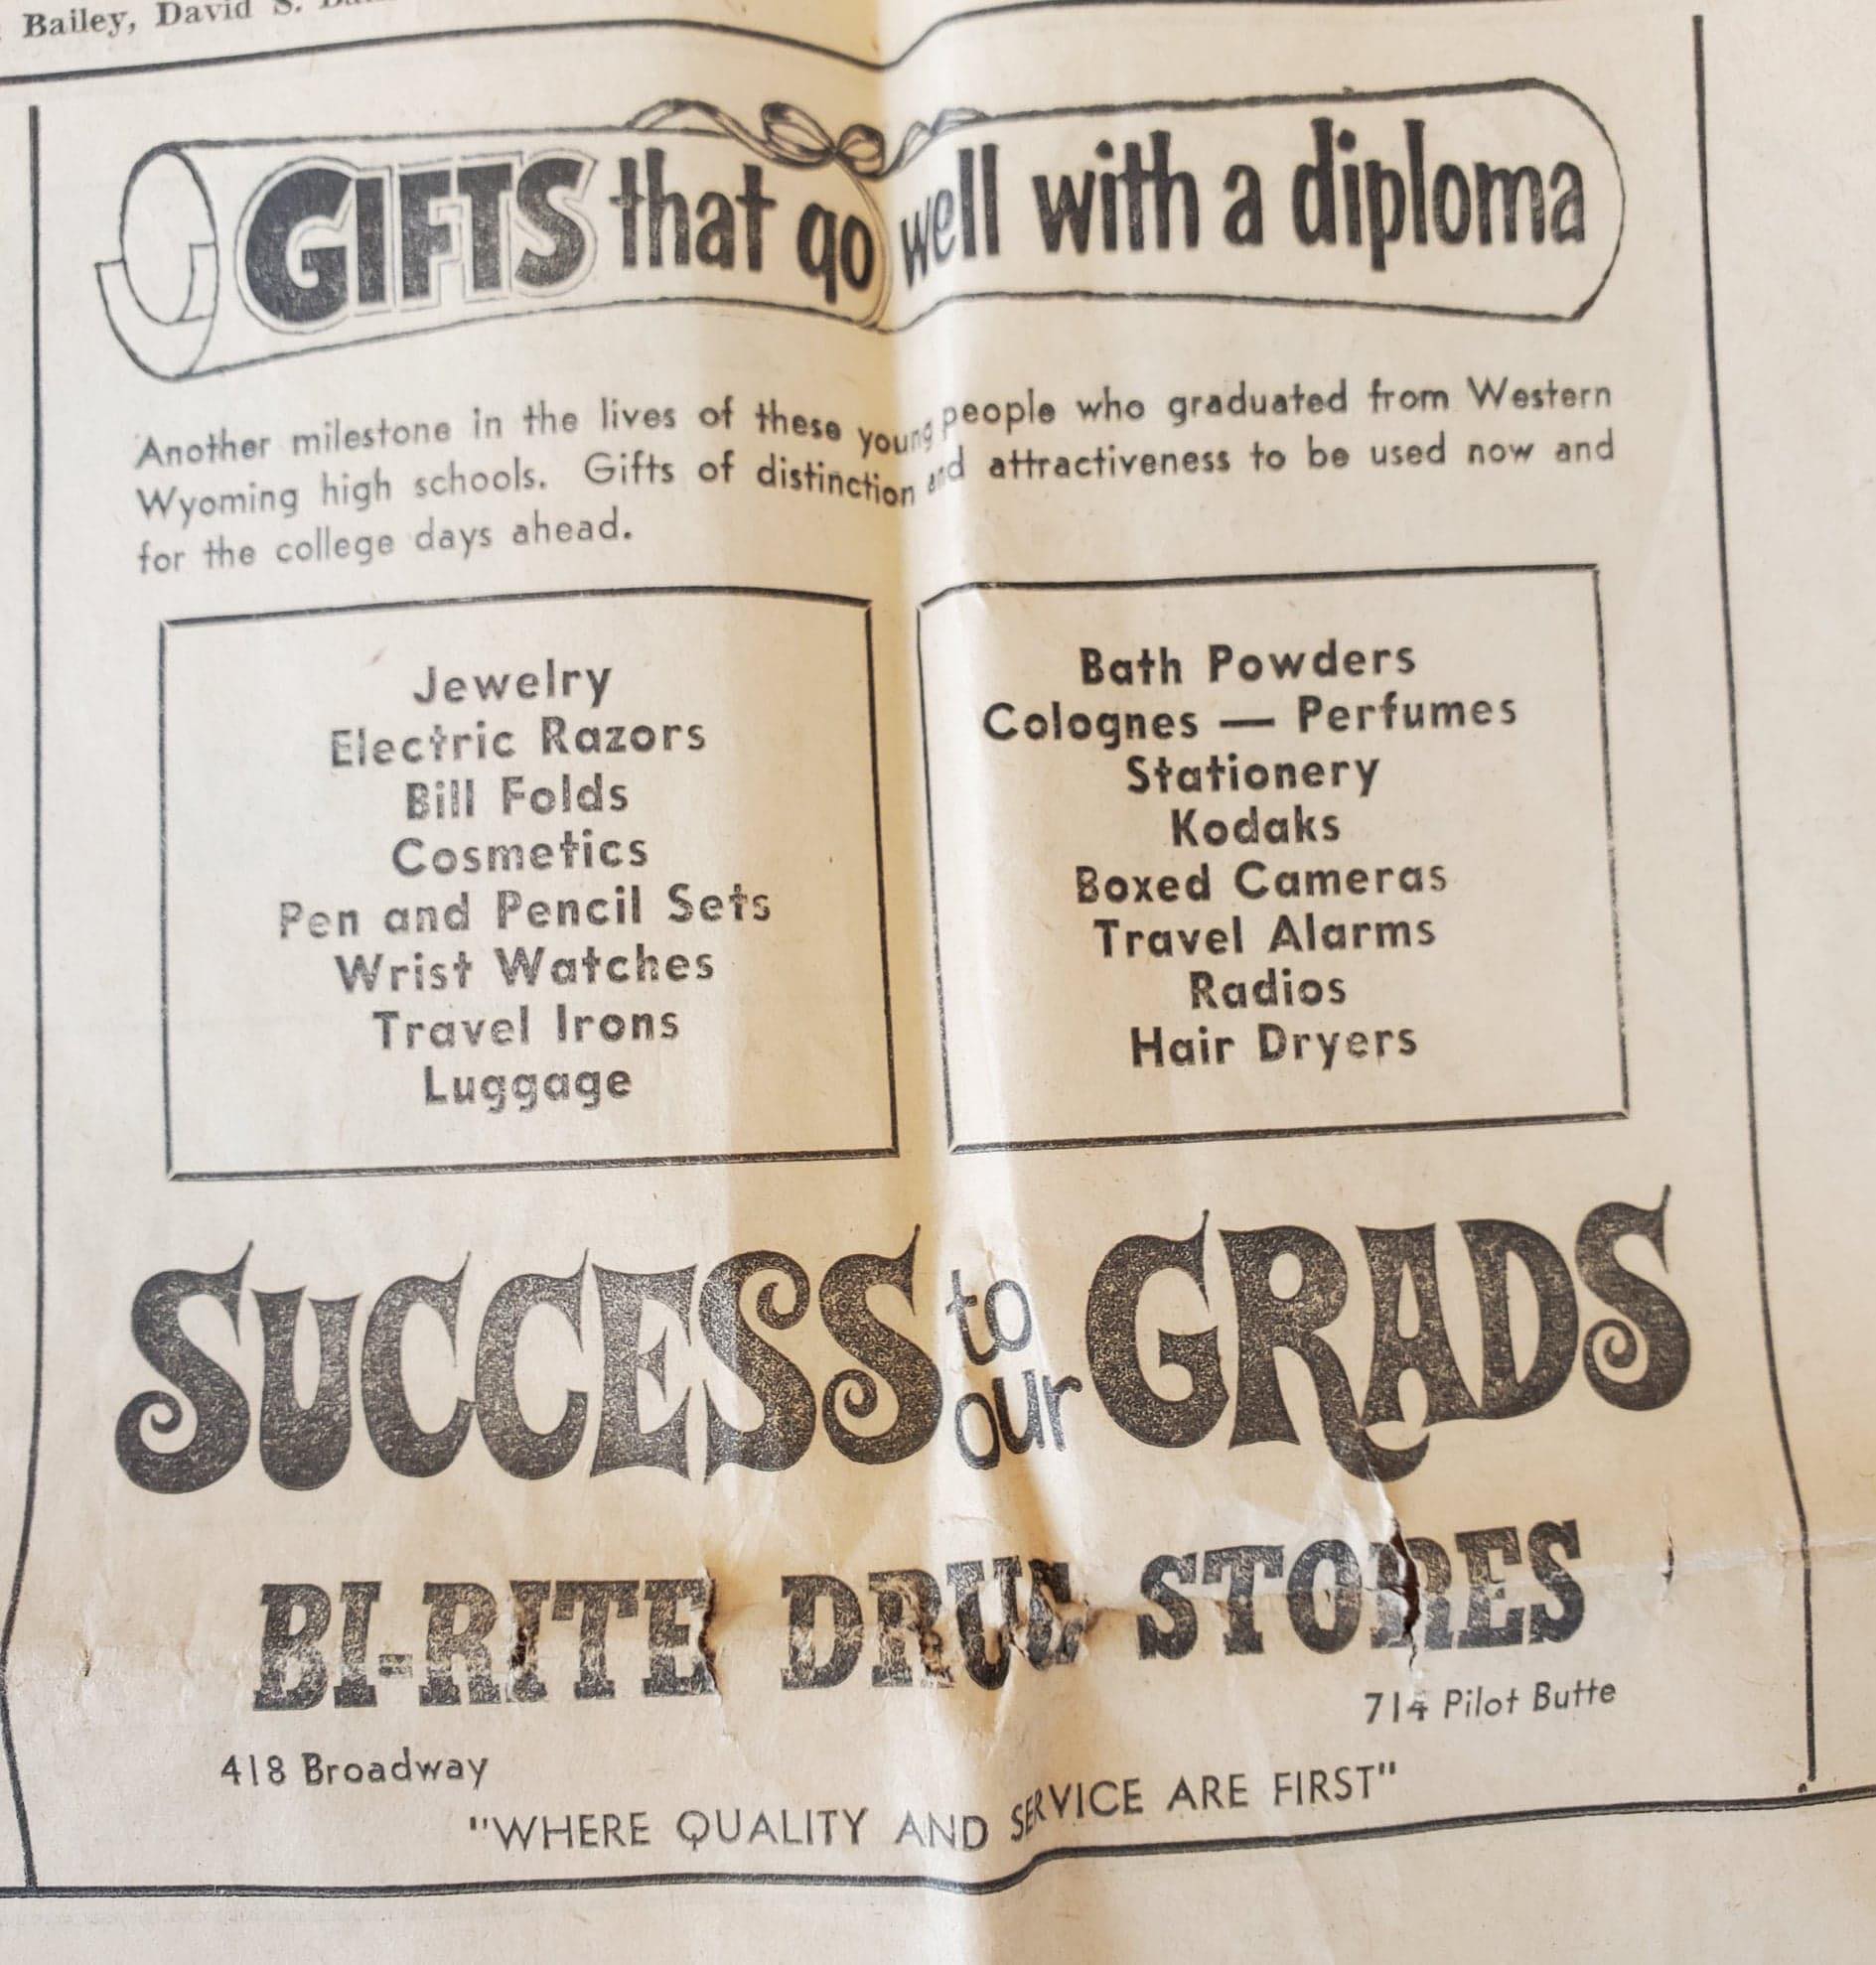 Bailey, David S.
GIFTS that go well with a diploma
Another milestone in the lives of these young people who graduated from Western
Wyoming high schools. Gifts of distinction and attractiveness to be used now and
for the college days ahead.
Jewelry
Electric Razors
Bill Folds
Cosmetics
Pen and Pencil Sets
Wrist Watches
Travel Irons
Luggage
Bath Powders
Colognes — Perfumes
Stationery
Kodaks
Boxed Cameras
Travel Alarms
Radios
Hair Dryers
SUCCESS to our GRADS
BI-RITE DRUG STORES
418 Broadway
714 Pilot Butte
"WHERE QUALITY AND SERVICE ARE FIRST"